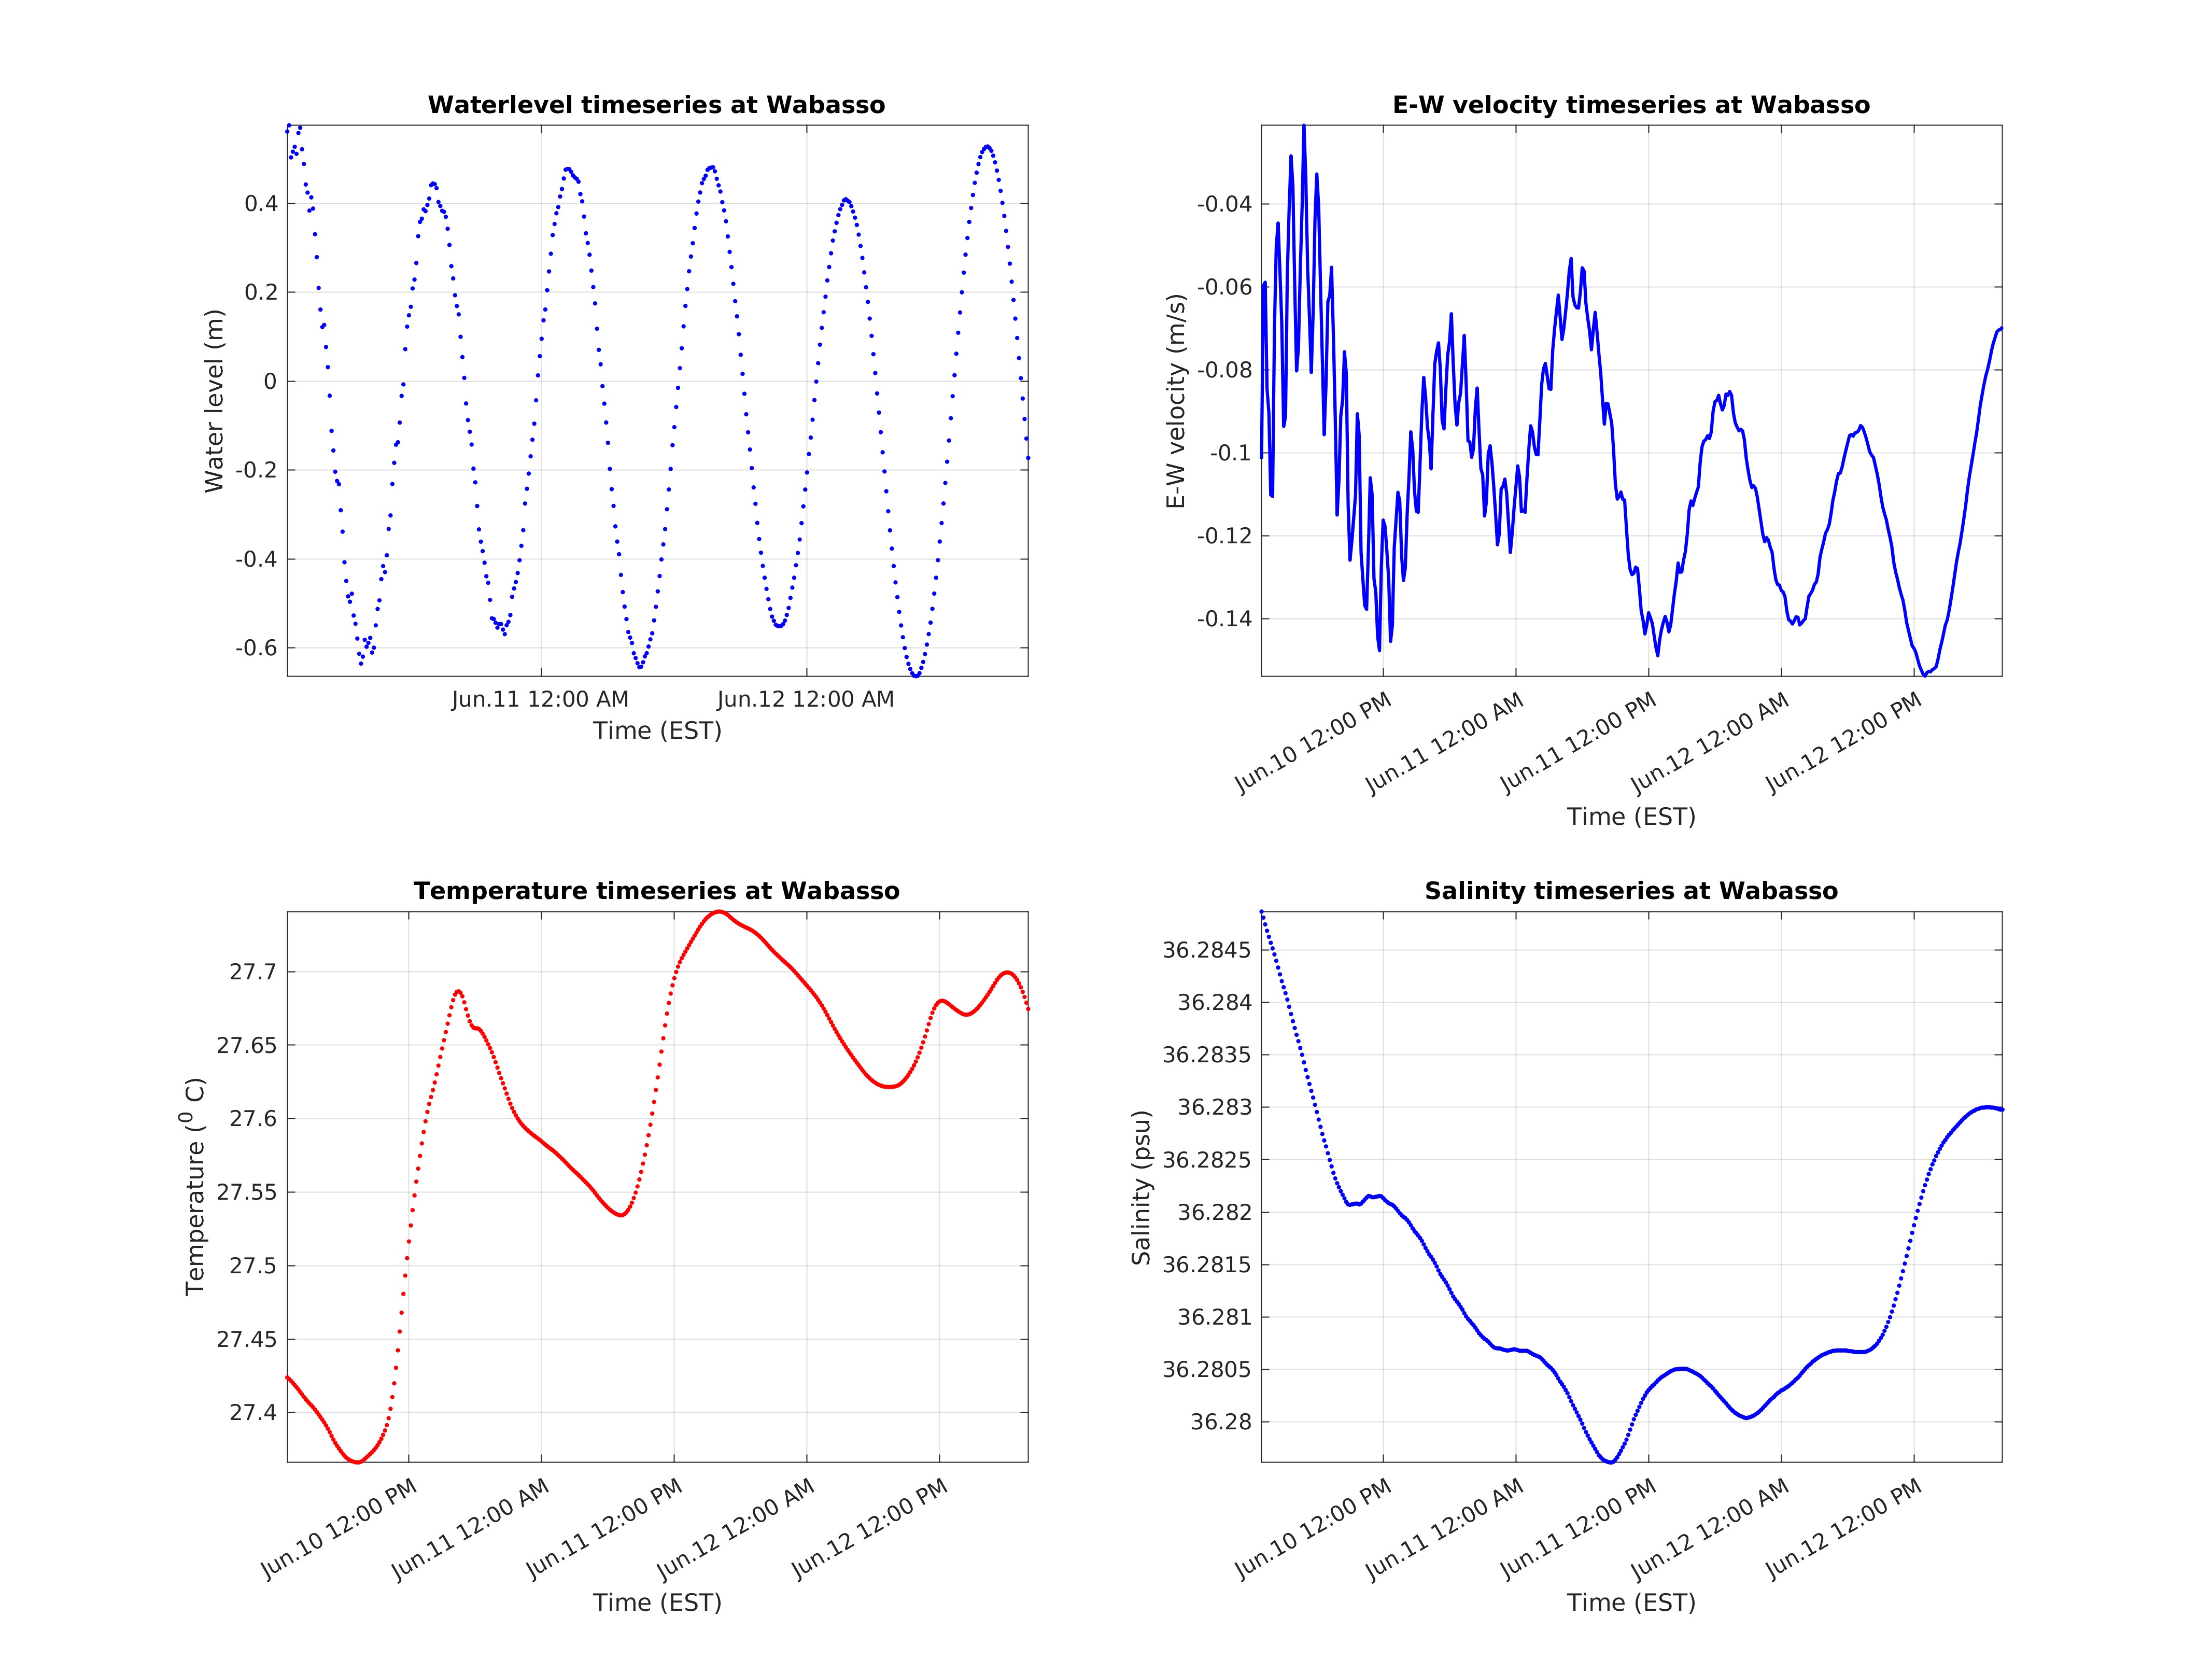 Waterlevel timeseries at Wabasso
0.4
0.2
0
-0.2
-0.4
-0.6
Water level (m)
Jun.11 12:00 AM
Jun.12 12:00 AM
Time (EST)
E-W velocity timeseries at Wabasso
-0.04
-0.06
-0.08
-0.1
-0.12
-0.14
E-W velocity (m/s)
Jun.10 12:00 PM
Jun.11 12:00 AM
Jun.11 12:00 PM
Jun.12 12:00 AM
Jun.12 12:00 PM
Time (EST)
Temperature timeseries at Wabasso
27.7
27.65
27.6
27.55
27.5
27.45
27.4
Temperature (⁰ C)
Jun.10 12:00 PM
Jun.11 12:00 AM
Jun.11 12:00 PM
Jun.12 12:00 AM
Jun.12 12:00 PM
Time (EST)
Salinity timeseries at Wabasso
36.2845
36.284
36.2835
36.283
36.2825
36.282
36.2815
36.281
36.2805
36.28
Salinity (psu)
Jun.10 12:00 PM
Jun.11 12:00 AM
Jun.11 12:00 PM
Jun.12 12:00 AM
Jun.12 12:00 PM
Time (EST)